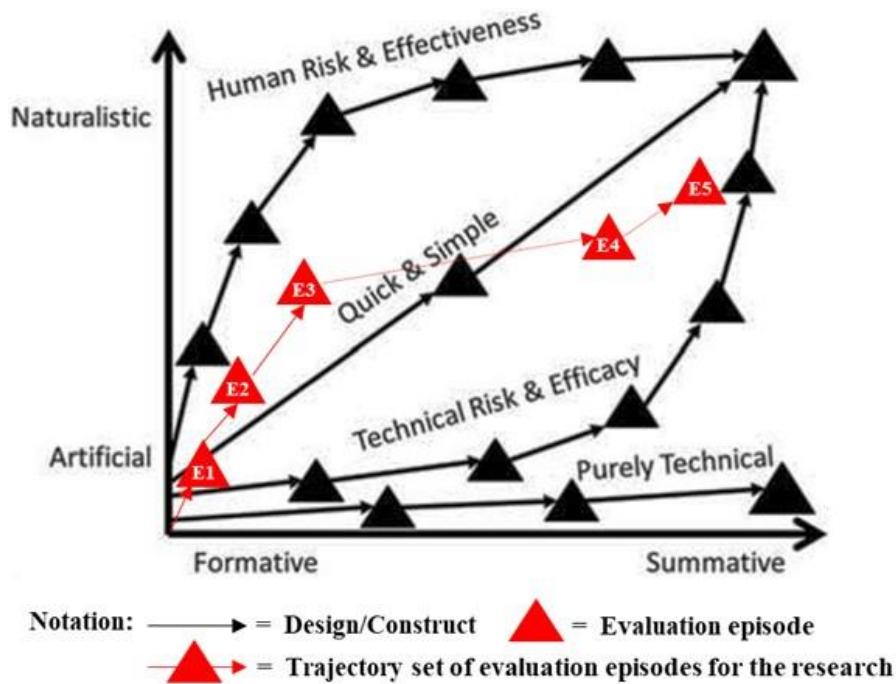 Human Risk & Effectiveness
Naturalistic
E5
E4
Quick & Simple
E3
E2
Technical Risk & Efficacy
Artificial
E1
Purely Technical
Formative
Summative
Notation:
= Design/Construct
= Evaluation episode
= Trajectory set of evaluation episodes for the research